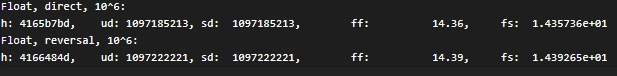 Float, direct, 10^6:
h: 4165b7bd, ud: 1097185213, sd: 1097185213, ff: 14.36, fs: 1.435736e+01
Float, reversal, 10^6:
h: 4166484d, ud: 1097222221, sd: 1097222221, ff: 14.39, fs: 1.439265e+01